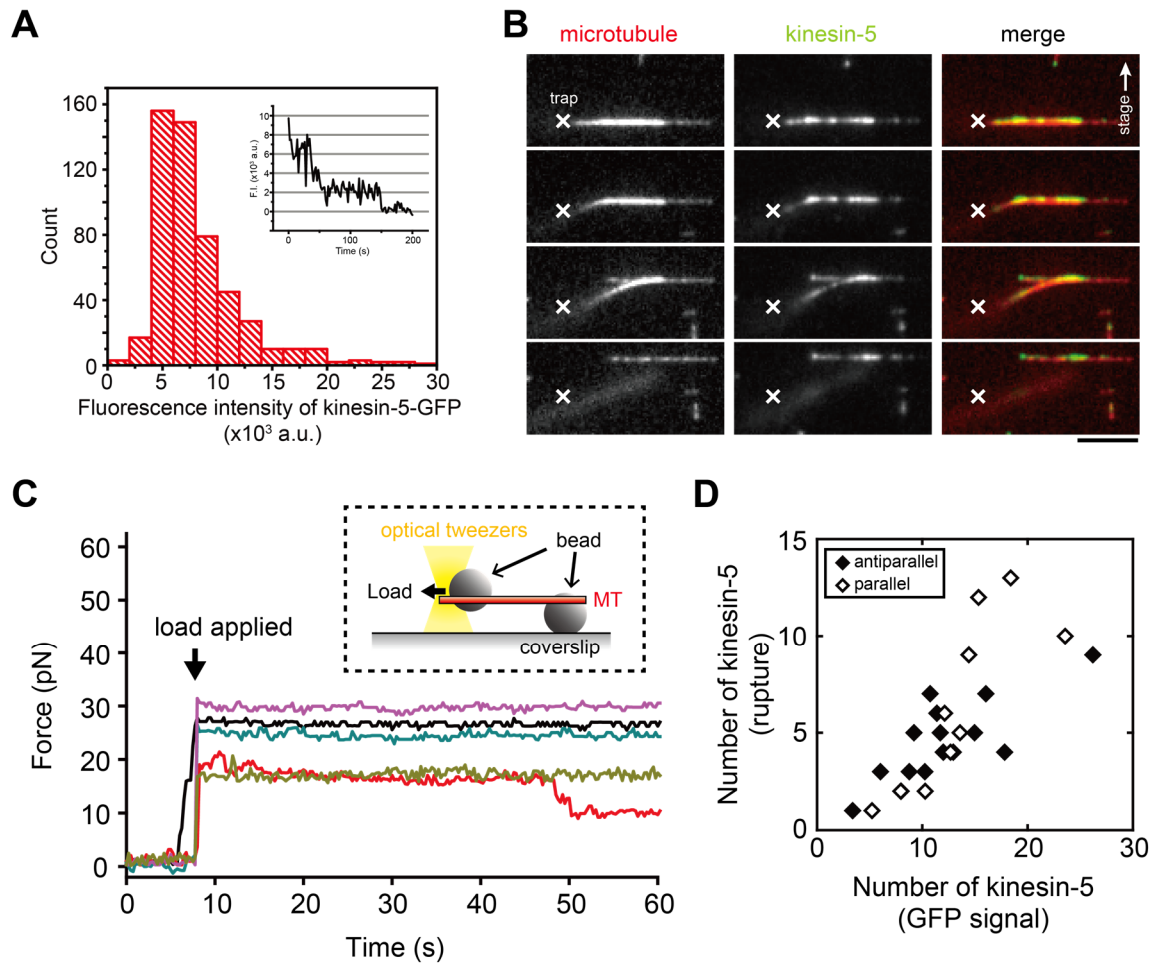 A
160
120
80
40
0
Count
0
5
10
15
20
25
30
Fluorescence intensity of kinesin-5-GFP
(x10³ a.u.)
10
8
6
4
2
0
F.I. (x10³ a.u.)
0
100
200
Time (s)
B
microtubule
kinesin-5
merge
trap
stage
C
60
50
40
30
20
10
0
Force (pN)
load applied
optical tweezers
bead
Load
MT
coverslip
0
10
20
30
40
50
60
Time (s)
D
15
10
5
0
Number of kinesin-5
(rupture)
antiparallel
parallel
0
10
20
30
Number of kinesin-5
(GFP signal)